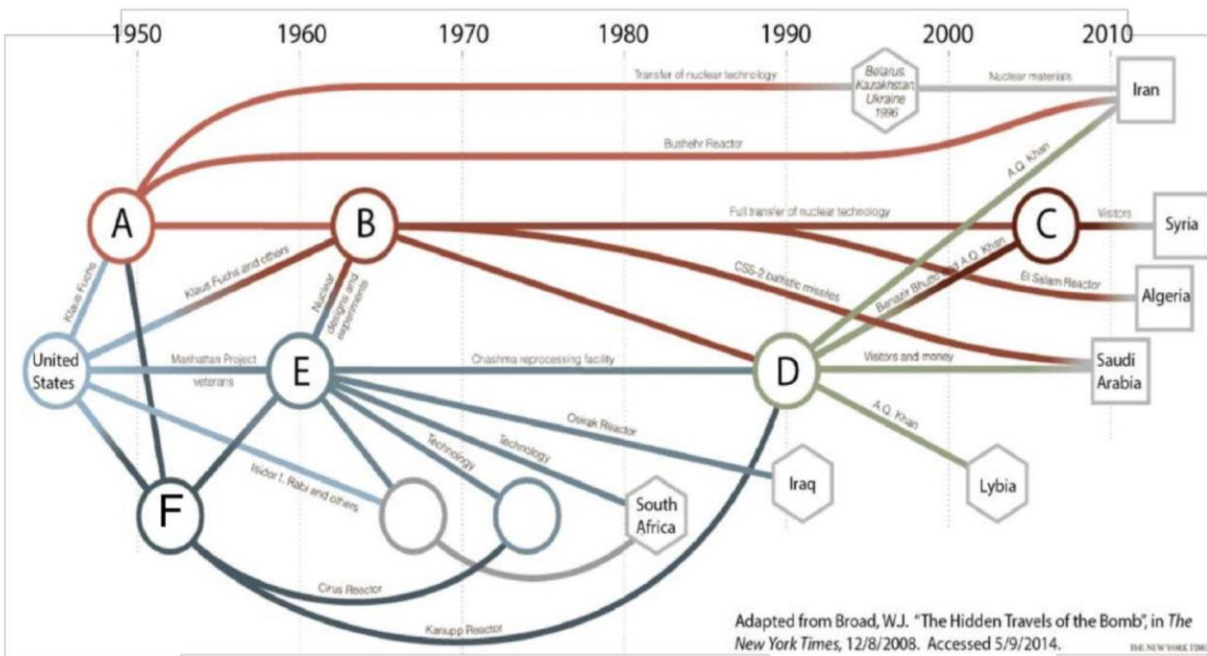 1950 1960 1970 1980 1990 2000 2010
Transfer of nuclear technology
Belarus,
Kazakhstan,
Ukraine
1996
Nuclear materials
Iran
Bushehr Reactor
A.Q. Khan
A
B
Full transfer of nuclear technology
C
Visitors
Syria
Klaus Fuchs
Klaus Fuchs and others
Nuclear
designs and
experiments
CSS-2 ballistic missiles
Benazir Bhutto and A.Q. Khan
El Salam Reactor
Algeria
United
States
Manhattan Project
veterans
E
Chashma reprocessing facility
D
Visitors and money
Saudi
Arabia
Isidor I. Rabi and others
Technology
Technology
Osirak Reactor
A.Q. Khan
F
South
Africa
Iraq
Lybia
Cirus Reactor
Kanupp Reactor
Adapted from Broad, W.J. "The Hidden Travels of the Bomb", in The
New York Times, 12/8/2008. Accessed 5/9/2014.
THE NEW YORK TIMES